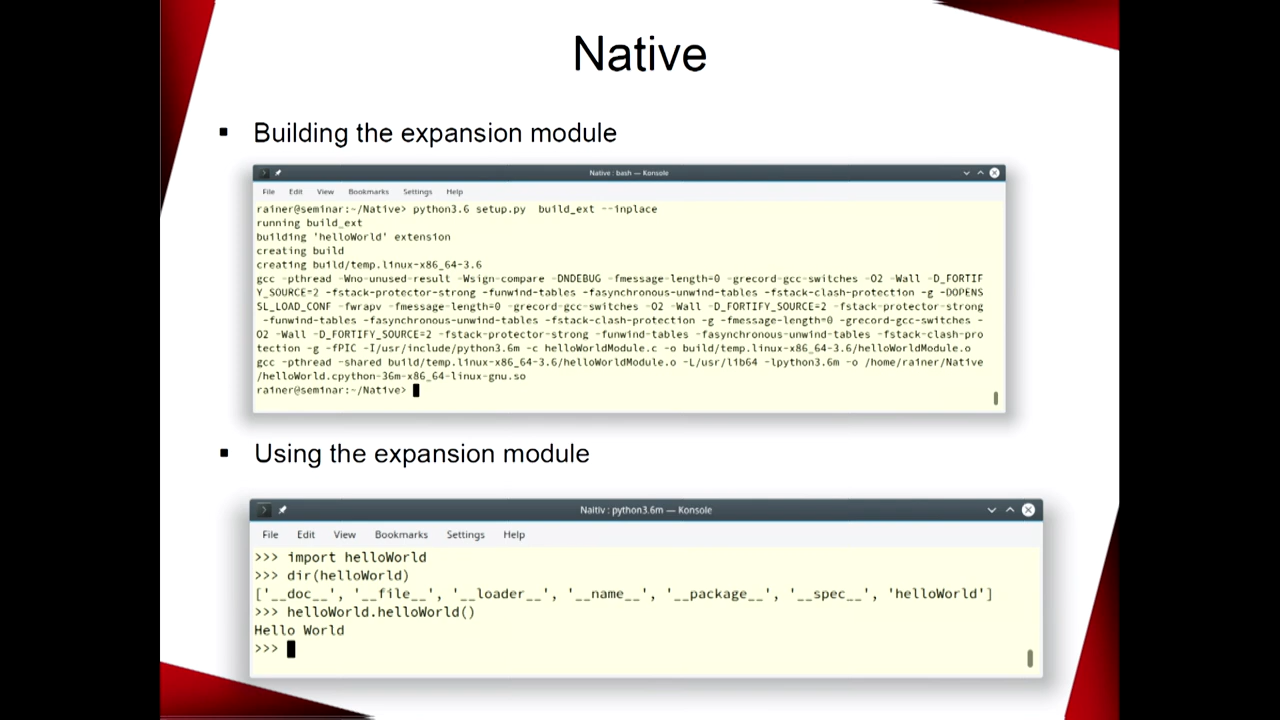 Native
▪ Building the expansion module
Native : bash — Konsole
File Edit View Bookmarks Settings Help
rainer@seminar:~/Native> python3.6 setup.py  build_ext --inplace
running build_ext
building 'helloWorld' extension
creating build
creating build/temp.linux-x86_64-3.6
gcc -pthread -Wno-unused-result -Wsign-compare -DNDEBUG -fmessage-length=0 -grecord-gcc-switches -O2 -Wall -D_FORTIF
Y_SOURCE=2 -fstack-protector-strong -funwind-tables -fasynchronous-unwind-tables -fstack-clash-protection -g -DOPENS
SL_LOAD_CONF -fwrapv -fmessage-length=0 -grecord-gcc-switches -O2 -Wall -D_FORTIFY_SOURCE=2 -fstack-protector-strong
-funwind-tables -fasynchronous-unwind-tables -fstack-clash-protection -g -fmessage-length=0 -grecord-gcc-switches -
O2 -Wall -D_FORTIFY_SOURCE=2 -fstack-protector-strong -funwind-tables -fasynchronous-unwind-tables -fstack-clash-pro
tection -g -fPIC -I/usr/include/python3.6m -c helloWorldModule.c -o build/temp.linux-x86_64-3.6/helloWorldModule.o
gcc -pthread -shared build/temp.linux-x86_64-3.6/helloWorldModule.o -L/usr/lib64 -lpython3.6m -o /home/rainer/Native
/helloWorld.cpython-36m-x86_64-linux-gnu.so
rainer@seminar:~/Native>
▪ Using the expansion module
Naitiv : python3.6m — Konsole
File Edit View Bookmarks Settings Help
>>> import helloWorld
>>> dir(helloWorld)
['__doc__', '__file__', '__loader__', '__name__', '__package__', '__spec__', 'helloWorld']
>>> helloWorld.helloWorld()
Hello World
>>>